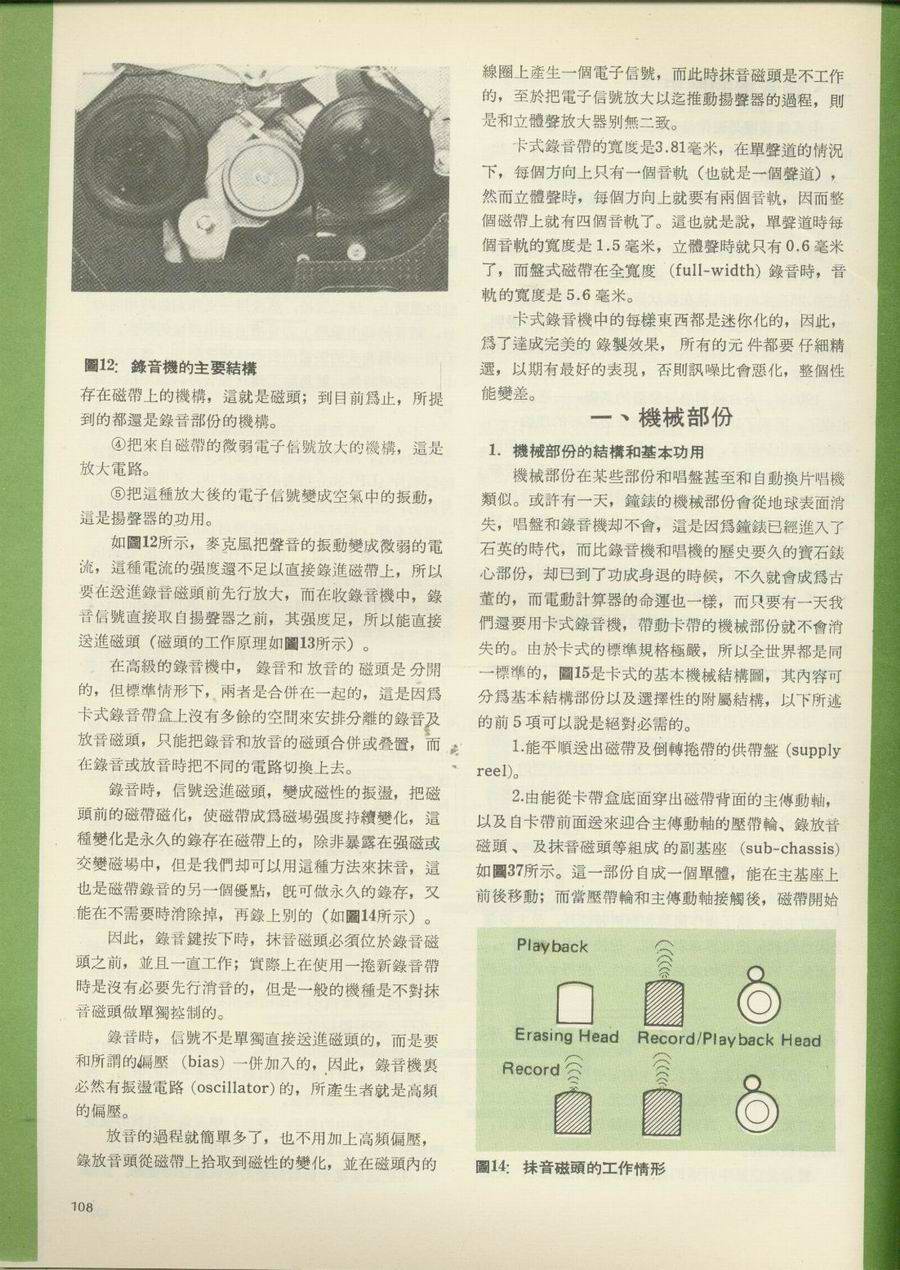 圖12: 錄音機的主要結構
存在磁帶上的機構，這就是磁頭；到目前爲止，所提
到的都還是錄音部份的機構。
④把來自磁帶的微弱電子信號放大的機構，這是
放大電路。
⑤把這種放大後的電子信號變成空氣中的振動，
這是揚聲器的功用。
如圖12所示，麥克風把聲音的振動變成微弱的電
流，這種電流的强度還不足以直接錄進磁帶上，所以
要在送進錄音磁頭前先行放大，而在收錄音機中，錄
音信號直接取自揚聲器之前，其强度足，所以能直接
送進磁頭（磁頭的工作原理如圖13所示）。
在高級的錄音機中，錄音和放音的磁頭是分開
的，但標準情形下，兩者是合併在一起的，這是因爲
卡式錄音帶盒上沒有多餘的空間來安排分離的錄音及
放音磁頭，只能把錄音和放音的磁頭合併或叠置，而
在錄音或放音時把不同的電路切換上去。
錄音時，信號送進磁頭，變成磁性的振盪，把磁
頭前的磁帶磁化，使磁帶成爲磁場强度持續變化，這
種變化是永久的錄存在磁帶上的，除非暴露在强磁或
交變磁場中，但是我們却可以用這種方法來抹音，這
也是磁帶錄音的另一個優點，旣可做永久的錄存，又
能在不需要時消除掉，再錄上別的（如圖14所示）。
因此，錄音鍵按下時，抹音磁頭必須位於錄音磁
頭之前，並且一直工作；實際上在使用一捲新錄音帶
時是沒有必要先行消音的，但是一般的機種是不對抹
音磁頭做單獨控制的。
錄音時，信號不是單獨直接送進磁頭的，而是要
和所謂的偏壓（bias）一併加入的，因此，錄音機裏
必然有振盪電路（oscillator）的，所產生者就是高頻
的偏壓。
放音的過程就簡單多了，也不用加上高頻偏壓，
錄放音頭從磁帶上拾取到磁性的變化，並在磁頭內的
108
線圈上產生一個電子信號，而此時抹音磁頭是不工作
的，至於把電子信號放大以迄推動揚聲器的過程，則
是和立體聲放大器別無二致。
卡式錄音帶的寬度是3.81毫米，在單聲道的情況
下，每個方向上只有一個音軌（也就是一個聲道），
然而立體聲時，每個方向上就要有兩個音軌，因而整
個磁帶上就有四個音軌了。這也就是說，單聲道時每
個音軌的寬度是1.5毫米，立體聲時就只有0.6毫米
了，而盤式磁帶在全寬度（full-width）錄音時，音
軌的寬度是5.6毫米。
卡式錄音機中的每樣東西都是迷你化的，因此，
爲了達成完美的錄製效果，所有的元件都要仔細精
選，以期有最好的表現，否則訊噪比會惡化，整個性
能變差。
一、機械部份
1. 機械部份的結構和基本功用
機械部份在某些部份和唱盤甚至和自動換片唱機
類似。或許有一天，鐘錶的機械部份會從地球表面消
失，唱盤和錄音機却不會，這是因爲鐘錶已經進入了
石英的時代，而比錄音機和唱機的歷史要久的寶石錶
心部份，却已到了功成身退的時候，不久就會成爲古
董的，而電動計算器的命運也一樣，而只要有一天我
們還要用卡式錄音機，帶動卡帶的機械部份就不會消
失的。由於卡式的標準規格極嚴，所以全世界都是同
一標準的，圖15是卡式的基本機械結構圖，其內容可
分爲基本結構部份以及選擇性的附屬結構，以下所述
的前5項可以說是絕對必需的。
1.能平順送出磁帶及倒轉捲帶的供帶盤（supply
reel）。
2.由能從卡帶盒底面穿出磁帶背面的主傳動軸，
以及自卡帶前面送來迎合主傳動軸的壓帶輪、錄放音
磁頭、及抹音磁頭等組成的副基座（sub-chassis）
如圖37所示。這一部份自成一個單體，能在主基座上
前後移動；而當壓帶輪和主傳動軸接觸後，磁帶開始
Playback
Erasing Head Record/Playback Head
Record
圖14: 抹音磁頭的工作情形